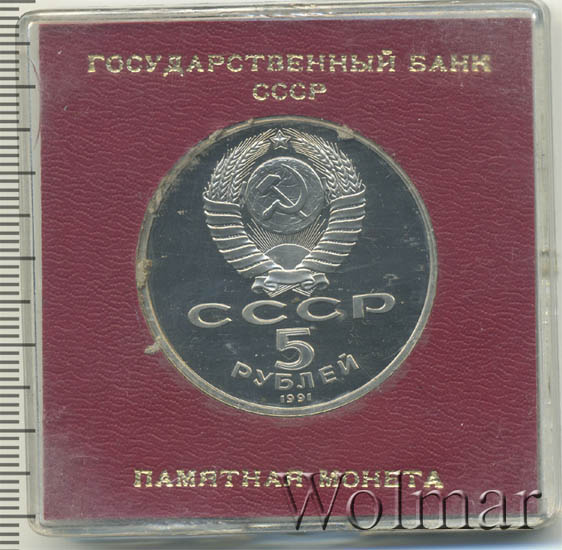 ГОСУДАРСТВЕННЫЙ БАНК
СССР
СССР
5
РУБЛЕЙ
1991
ПАМЯТНАЯ МОНЕТА
Wolmar